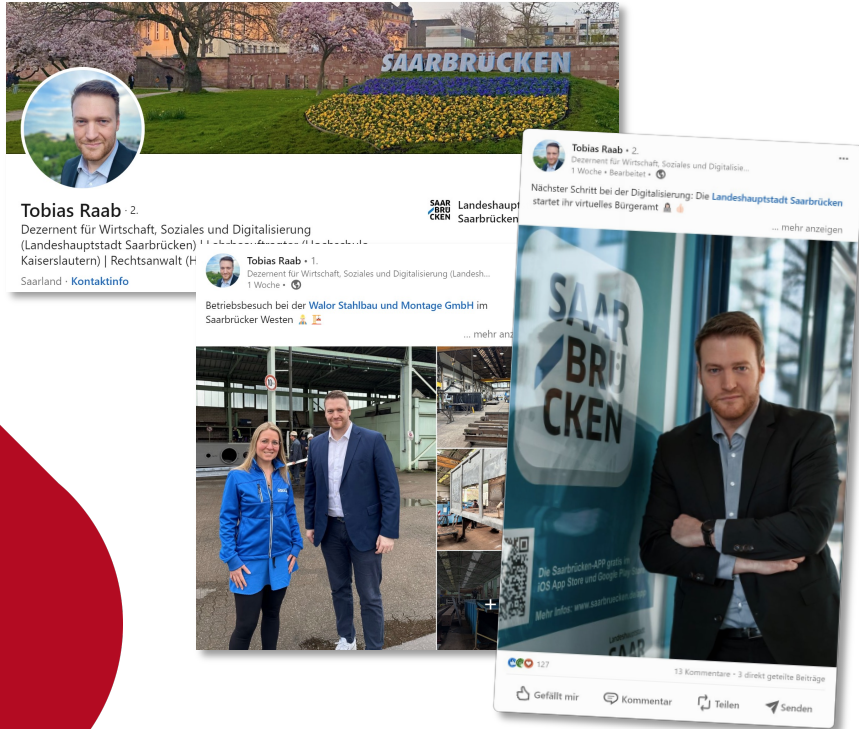 SAARBRÜCKEN
Tobias Raab · 2.
Dezernent für Wirtschaft, Soziales und Digitalisierung
(Landeshauptstadt Saarbrücken) | Lehrbeauftragter (Hochschule
Kaiserslautern) | Rechtsanwalt (H
Saarland · Kontaktinfo
SAAR
BRÜ
CKEN
Landeshaupt
Saarbrücken
Tobias Raab • 1.
Dezernent für Wirtschaft, Soziales und Digitalisierung (Landesh...
1 Woche •
Betriebsbesuch bei der Walor Stahlbau und Montage GmbH im
Saarbrücker Westen
... mehr anz
Tobias Raab • 2.
Dezernent für Wirtschaft, Soziales und Digitalisie...
1 Woche • Bearbeitet •
Nächster Schritt bei der Digitalisierung: Die Landeshauptstadt Saarbrücken
startet ihr virtuelles Bürgeramt
... mehr anzeigen
SAAR
BRÜ
CKEN
Die Saarbrücken-APP gratis im
iOS App Store und Google Play
Mehr Infos: www.saarbruecken.de
SAAR
127
13 Kommentare • 3 direkt geteilte Beiträge
Gefällt mir
Kommentar
Teilen
Senden